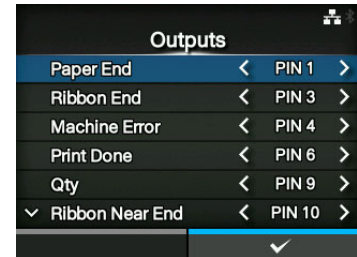 Outputs
Paper End < PIN 1 >
Ribbon End < PIN 3 >
Machine Error < PIN 4 >
Print Done < PIN 6 >
Qty < PIN 9 >
Ribbon Near End < PIN 10 >